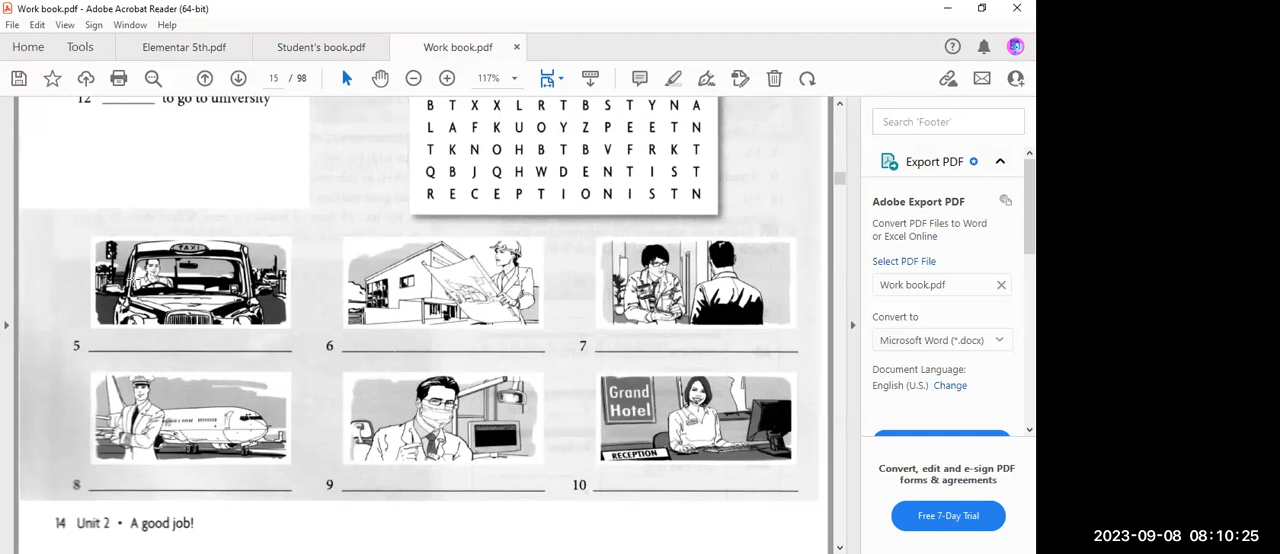 Work book.pdf - Adobe Acrobat Reader (64-bit)
File Edit View Sign Window Help
Home Tools Elementar 5th.pdf Student's book.pdf Work book.pdf
15 / 98 117%
12 ________ to go to university
B T X X L R T B S T Y N A
L A F K U O Y Z P E E T N
T K N O H B T B V F R K T
Q B J Q H W D E N T I S T
R E C E P T I O N I S T N
TAXI
5
6
7
Grand
Hotel
RECEPTION
8
9
10
14 Unit 2 • A good job!
Search 'Footer'
Export PDF
Adobe Export PDF
Convert PDF Files to Word
or Excel Online
Select PDF File
Work book.pdf
Convert to
Microsoft Word (*.docx)
Document Language:
English (U.S.) Change
Convert, edit and e-sign PDF
forms & agreements
Free 7-Day Trial
2023-09-08 08:10:25